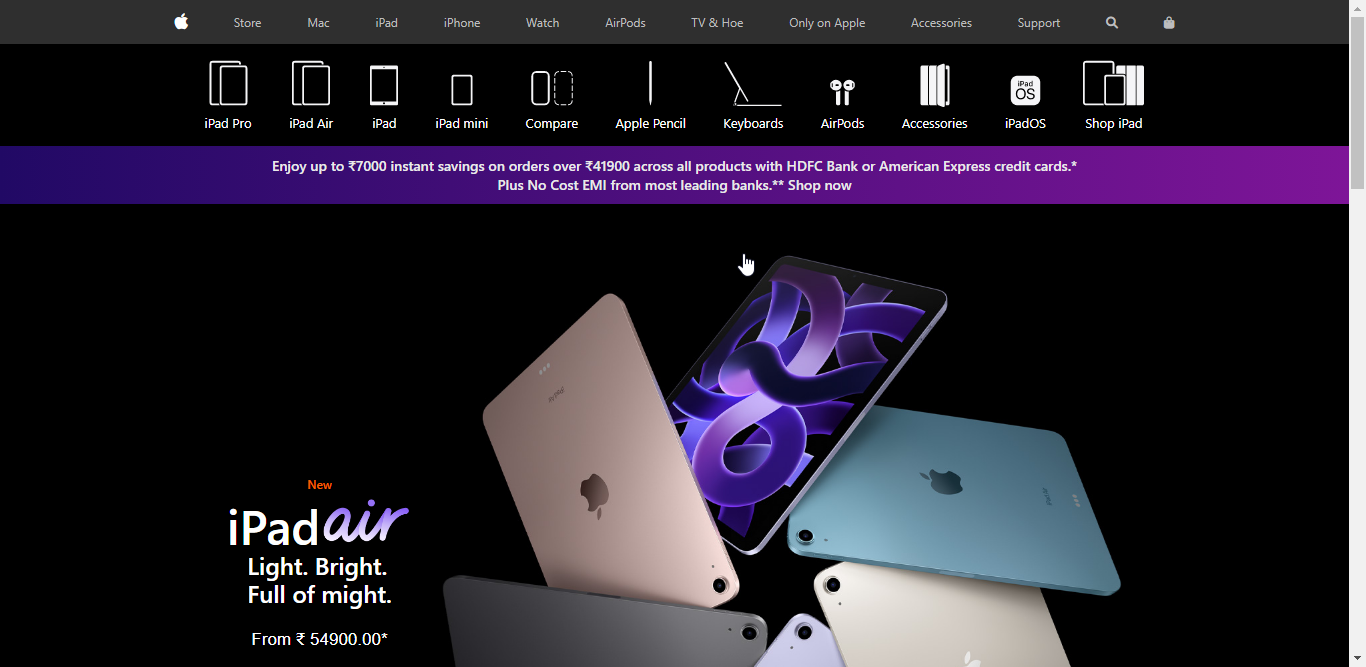 Store Mac iPad iPhone Watch AirPods TV & Hoe Only on Apple Accessories Support
iPad OS
iPad Pro iPad Air iPad iPad mini Compare Apple Pencil Keyboards AirPods Accessories iPadOS Shop iPad
Enjoy up to ₹7000 instant savings on orders over ₹41900 across all products with HDFC Bank or American Express credit cards.*
Plus No Cost EMI from most leading banks.** Shop now
New
iPad air
Light. Bright.
Full of might.
From ₹ 54900.00*